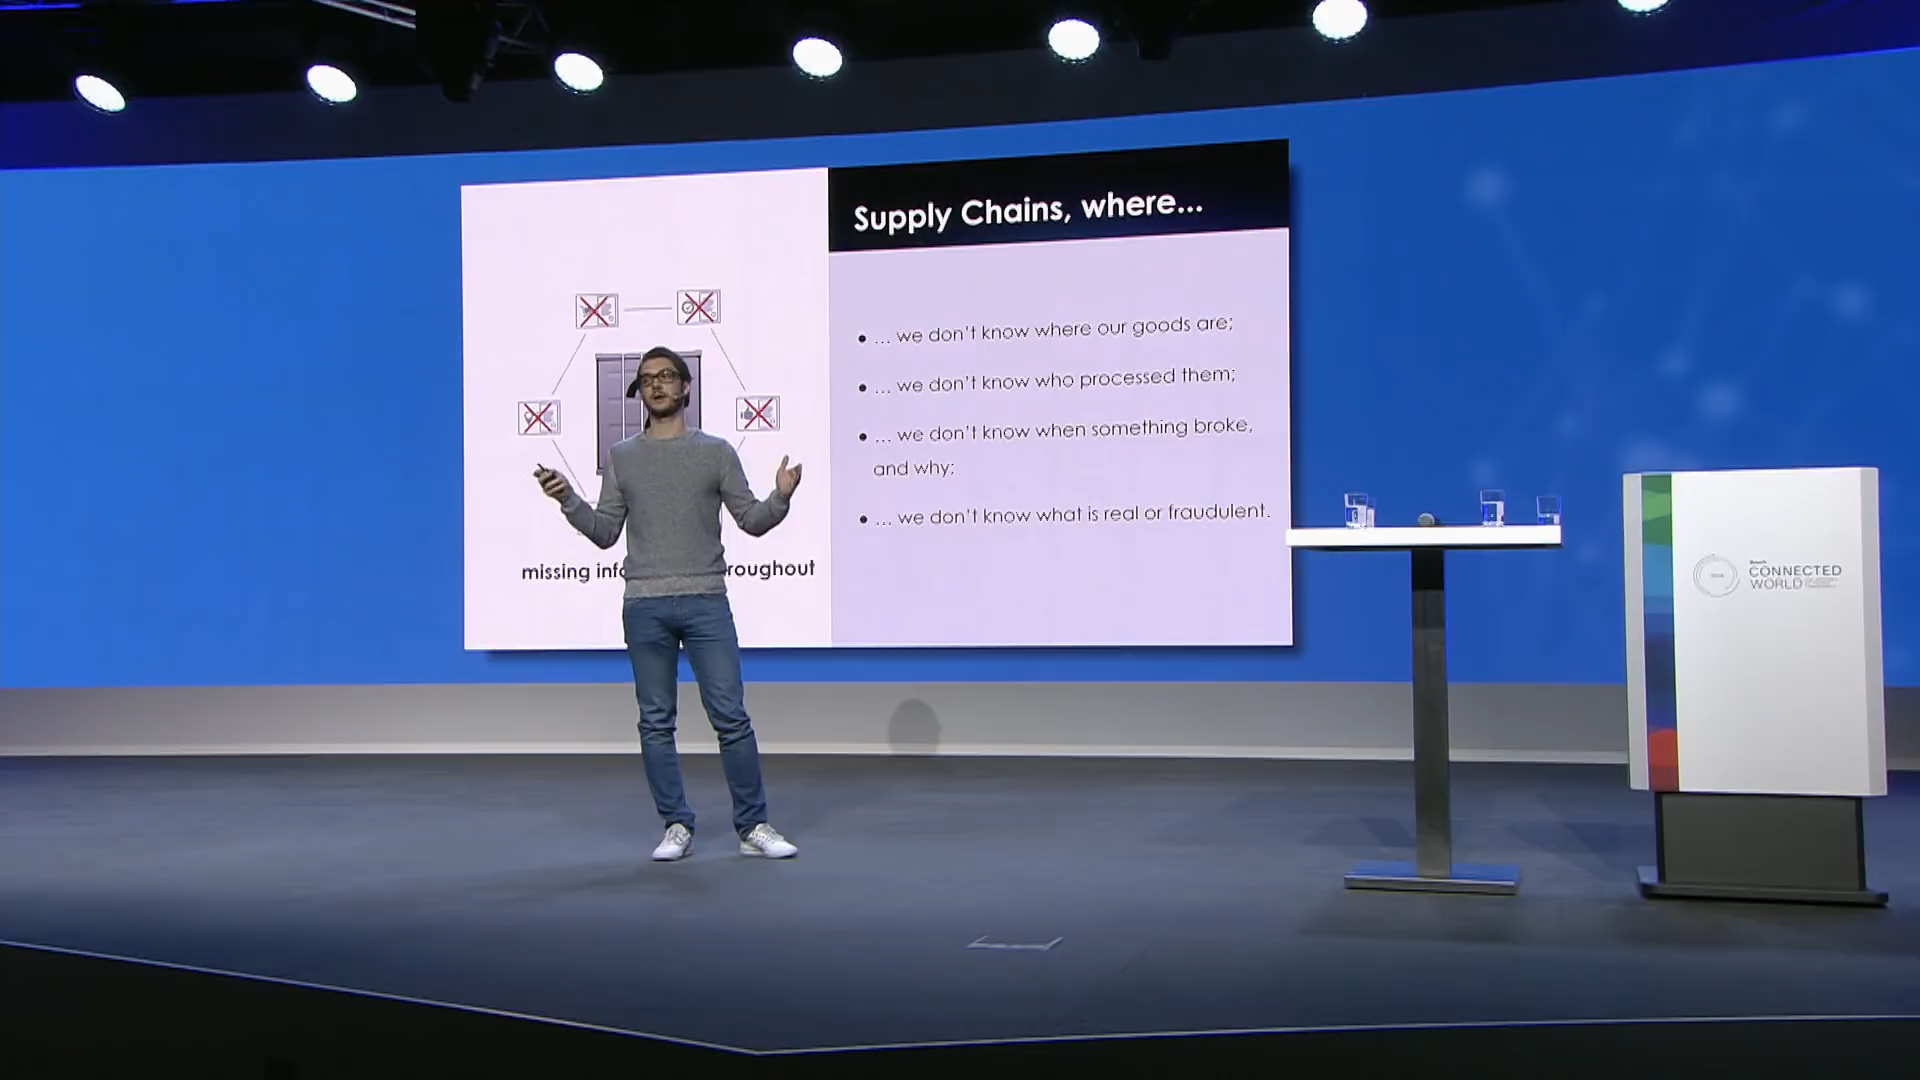 Supply Chains, where...
• ... we don't know where our goods are;
• ... we don't know who processed them;
• ... we don't know when something broke,
and why;
• ... we don't know what is real or fraudulent.
missing info roughout
CONNECTED
WORLD